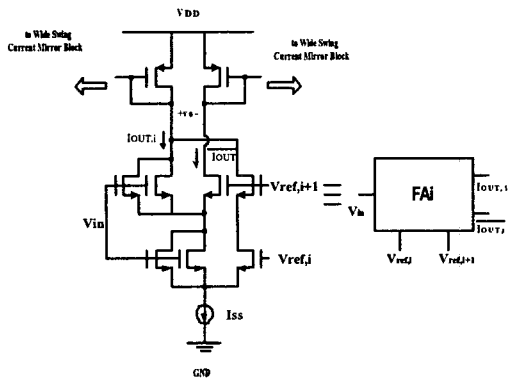 VDD
to Wide Swing
Current Mirror Block
to Wide Swing
Current Mirror Block
+vo-
IOUT,i
IOUT
Vref,i+1
Vin
Vref,i
Iss
GND
FAi
IOUT,i
Vin
IOUT,i
Vref,i
Vref,i+1